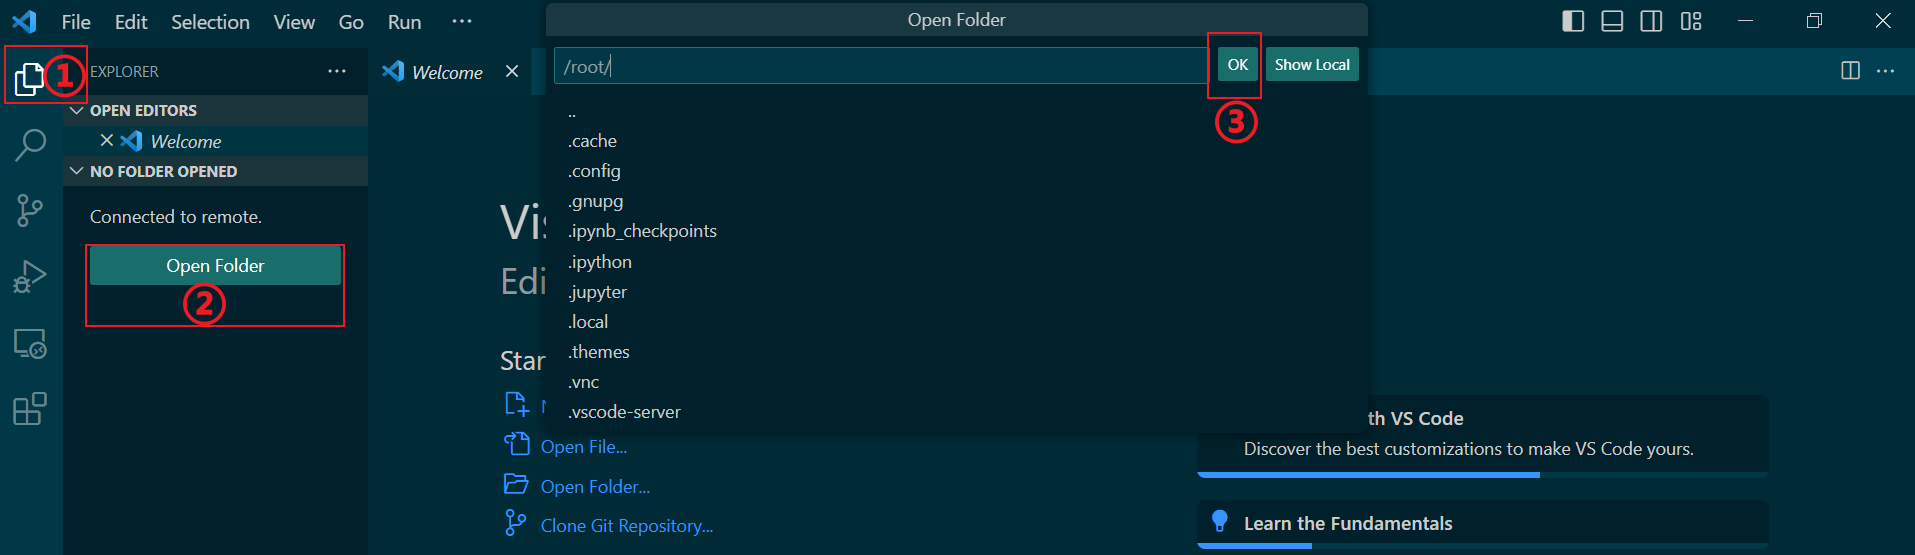 File Edit Selection View Go Run ···
Open Folder
① EXPLORER ···
Welcome
/root/
OK
Show Local
③
OPEN EDITORS
Welcome
NO FOLDER OPENED
Connected to remote.
Open Folder
②
..
.cache
.config
.gnupg
.ipynb_checkpoints
.ipython
.jupyter
.local
.themes
.vnc
.vscode-server
Vis
Edi
Star
Open File...
Open Folder...
Clone Git Repository...
th VS Code
Discover the best customizations to make VS Code yours.
Learn the Fundamentals